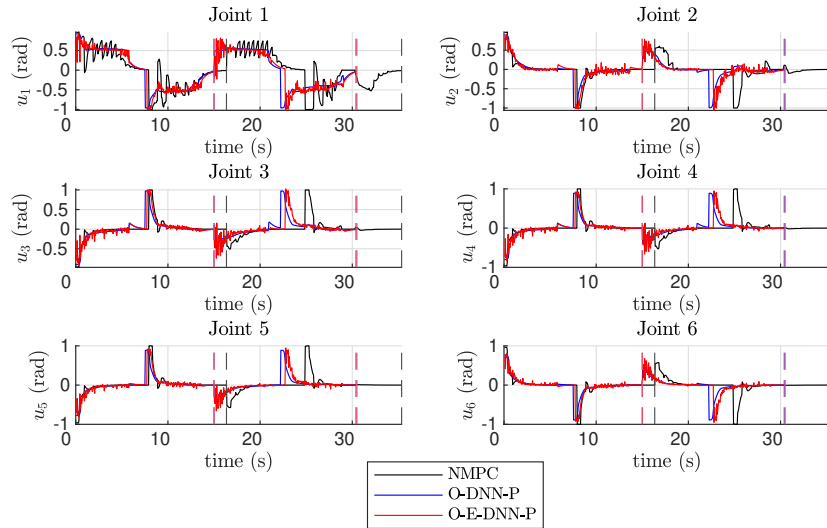 Joint 1
0.5
0
-0.5
-1
u1 (rad)
0 10 20 30
time (s)
Joint 2
0.5
0
-0.5
-1
u2 (rad)
0 10 20 30
time (s)
Joint 3
1
0.5
0
-0.5
u3 (rad)
0 10 20 30
time (s)
Joint 4
1
0
-1
u4 (rad)
0 10 20 30
time (s)
Joint 5
1
0
-1
u5 (rad)
0 10 20 30
time (s)
Joint 6
1
0
-1
u6 (rad)
0 10 20 30
time (s)
NMPC
O-DNN-P
O-E-DNN-P